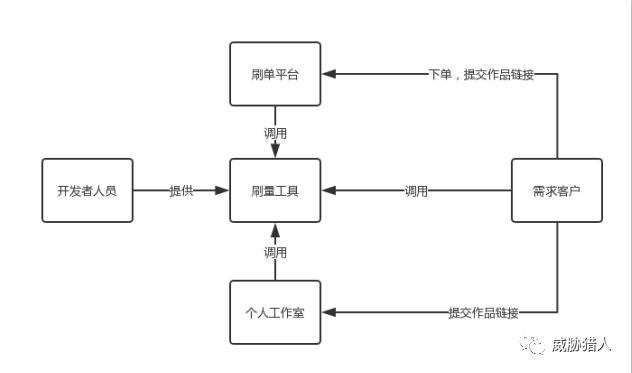 刷单平台
下单，提交作品链接
调用
开发者人员
提供
刷量工具
调用
需求客户
调用
个人工作室
提交作品链接
威胁猎人